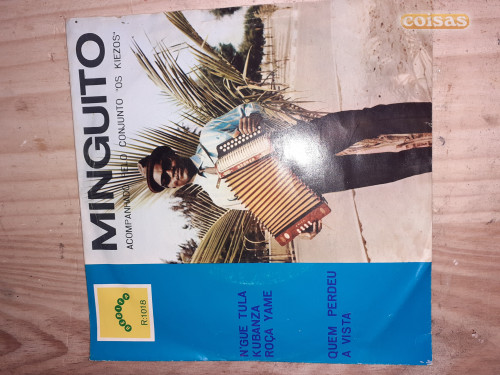 coisas
MINGUITO
ACOMPANHADO PELO CONJUNTO "OS KIEZOS"
R:1018
N'GUE TULA
KUBANZA
ROÇA YAME
QUEM PERDEU
A VISTA